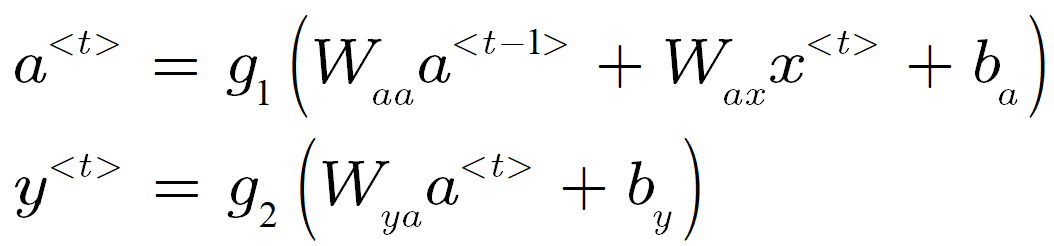 a^{<t>} = g_1 (W_{aa} a^{<t-1>} + W_{ax} x^{<t>} + b_a)
y^{<t>} = g_2 (W_{ya} a^{<t>} + b_y)